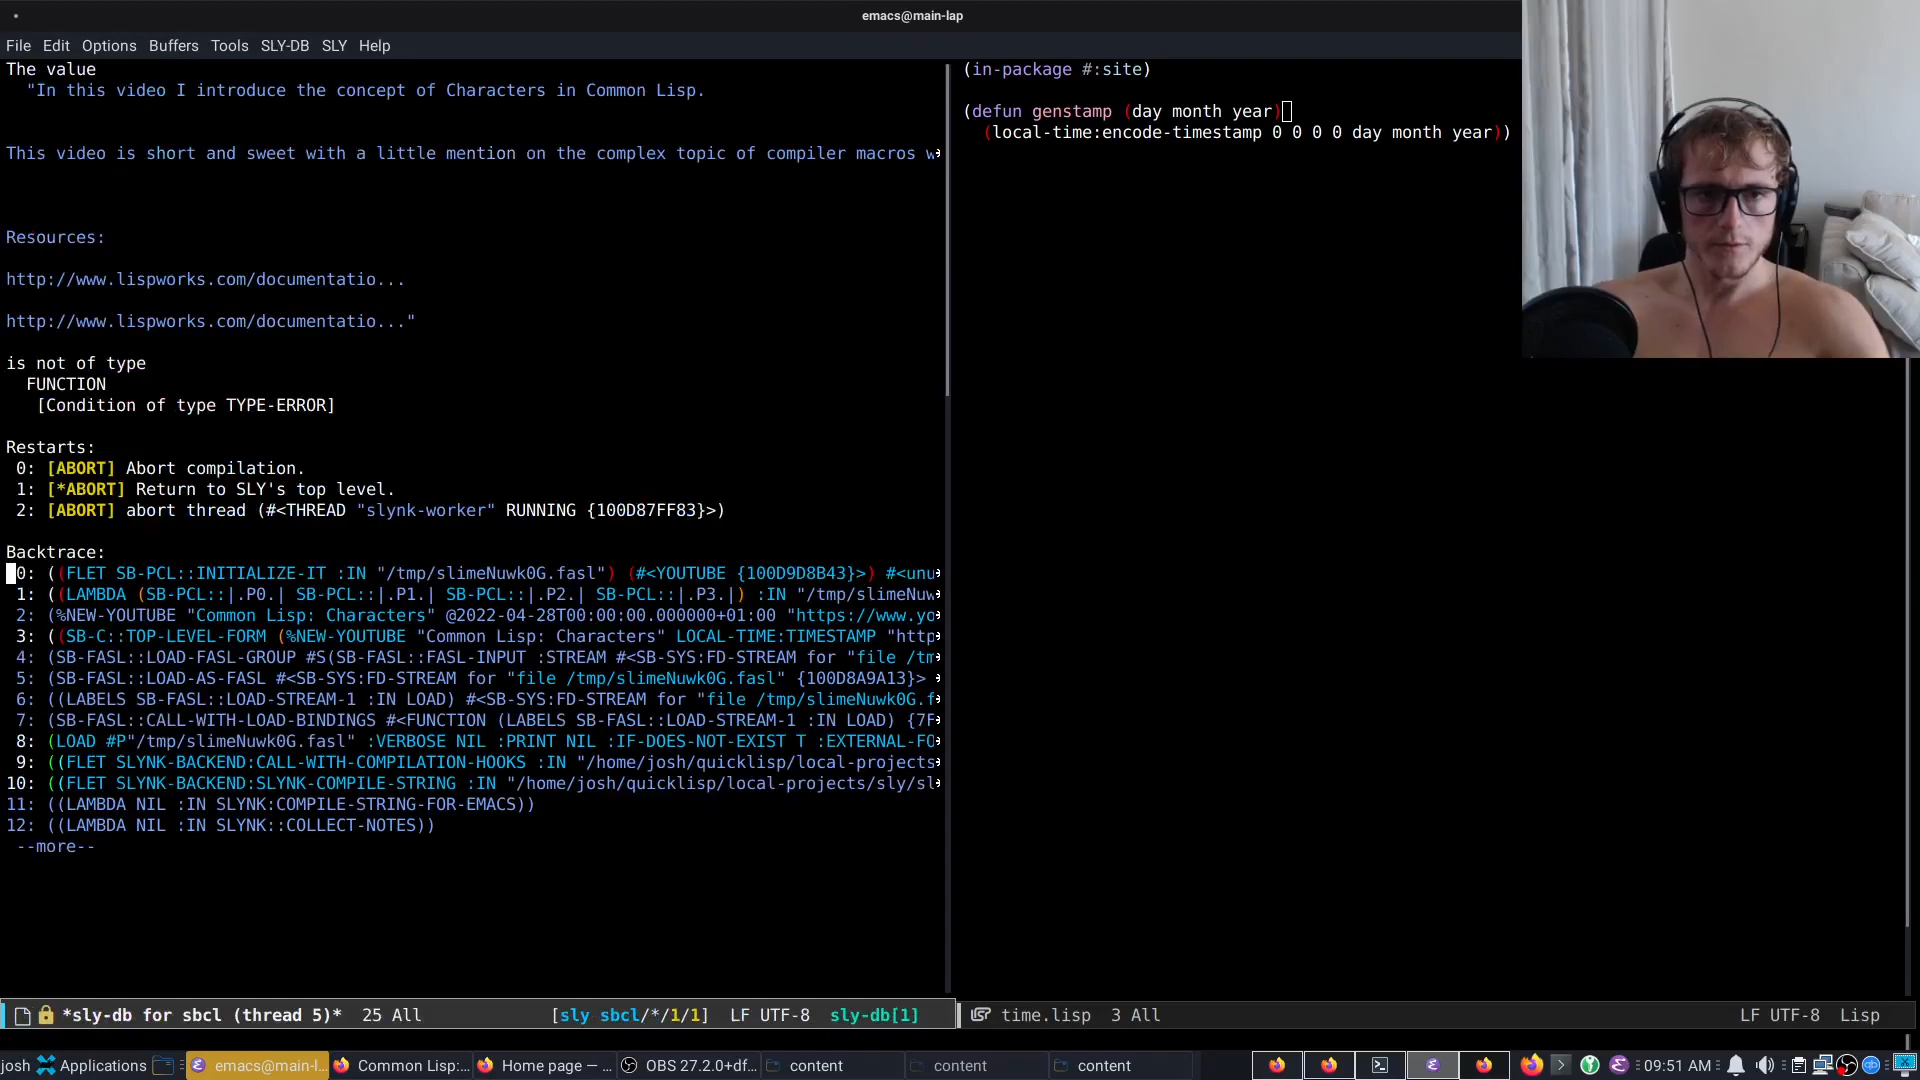 emacs@main-lap
File Edit Options Buffers Tools SLY-DB SLY Help
The value
"In this video I introduce the concept of Characters in Common Lisp.
This video is short and sweet with a little mention on the complex topic of compiler macros w
Resources:
http://www.lispworks.com/documentatio...
http://www.lispworks.com/documentatio..."
is not of type
FUNCTION
[Condition of type TYPE-ERROR]
Restarts:
0: [ABORT] Abort compilation.
1: [*ABORT] Return to SLY's top level.
2: [ABORT] abort thread (#<THREAD "slynk-worker" RUNNING {100D87FF83}>)
Backtrace:
0: ((FLET SB-PCL::INITIALIZE-IT :IN "/tmp/slimeNuwk0G.fasl") (#<YOUTUBE {100D9D8B43}>) #<unu
1: ((LAMBDA (SB-PCL::|.P0.| SB-PCL::|.P1.| SB-PCL::|.P2.| SB-PCL::|.P3.|) :IN "/tmp/slimeNuw
2: (%NEW-YOUTUBE "Common Lisp: Characters" @2022-04-28T00:00:00.000000+01:00 "https://www.yo
3: ((SB-C::TOP-LEVEL-FORM (%NEW-YOUTUBE "Common Lisp: Characters" LOCAL-TIME:TIMESTAMP "http
4: (SB-FASL::LOAD-FASL-GROUP #S(SB-FASL::FASL-INPUT :STREAM #<SB-SYS:FD-STREAM for "file /tm
5: (SB-FASL::LOAD-AS-FASL #<SB-SYS:FD-STREAM for "file /tmp/slimeNuwk0G.fasl" {100D8A9A13}>
6: ((LABELS SB-FASL::LOAD-STREAM-1 :IN LOAD) #<SB-SYS:FD-STREAM for "file /tmp/slimeNuwk0G.f
7: (SB-FASL::CALL-WITH-LOAD-BINDINGS #<FUNCTION (LABELS SB-FASL::LOAD-STREAM-1 :IN LOAD) {7F
8: (LOAD #P"/tmp/slimeNuwk0G.fasl" :VERBOSE NIL :PRINT NIL :IF-DOES-NOT-EXIST T :EXTERNAL-FO
9: ((FLET SLYNK-BACKEND:CALL-WITH-COMPILATION-HOOKS :IN "/home/josh/quicklisp/local-projects
10: ((FLET SLYNK-BACKEND:SLYNK-COMPILE-STRING :IN "/home/josh/quicklisp/local-projects/sly/sl
11: ((LAMBDA NIL :IN SLYNK:COMPILE-STRING-FOR-EMACS))
12: ((LAMBDA NIL :IN SLYNK::COLLECT-NOTES))
--more--
*sly-db for sbcl (thread 5)* 25 All [sly sbcl/*/1/1] LF UTF-8 sly-db[1]
(in-package #:site)
(defun genstamp (day month year)
(local-time:encode-timestamp 0 0 0 0 day month year))
time.lisp 3 All LF UTF-8 Lisp
josh Applications emacs@main-l... Common Lisp:... Home page — ... OBS 27.2.0+df... content content content 09:51 AM